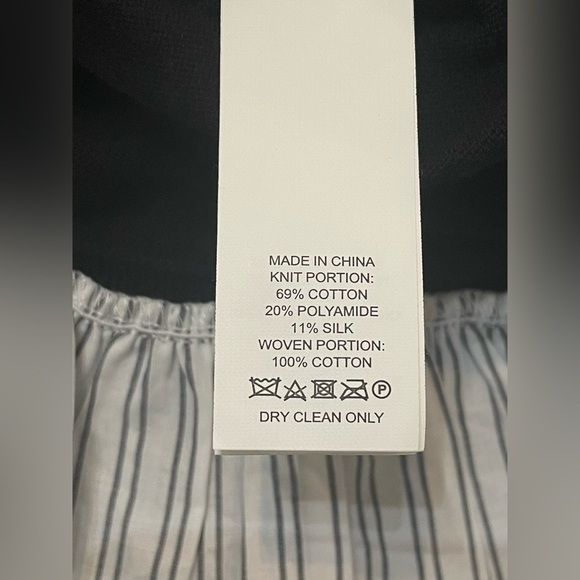 MADE IN CHINA
KNIT PORTION:
69% COTTON
20% POLYAMIDE
11% SILK
WOVEN PORTION:
100% COTTON
P
DRY CLEAN ONLY